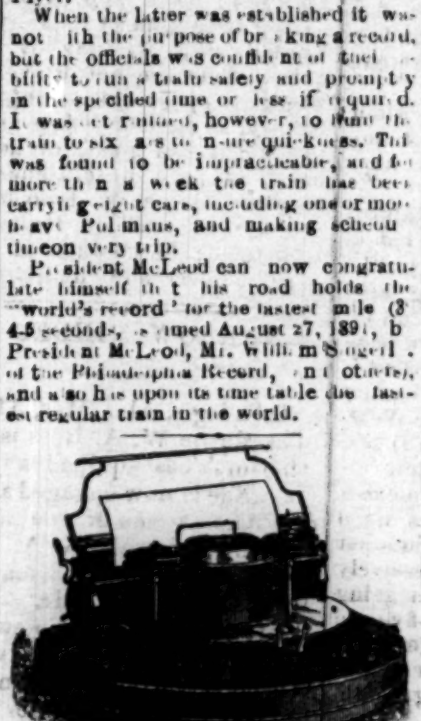 When the latter was established it was
not with the purpose of breaking a record,
but the officials was confident of their
bility to run a train safely and promptly
in the specified time or less if required.
It was determined, however, to limit the
train to six cars to insure quickness. This
was found to be impracticable, and for
more than a week the train has been
carrying eight cars, including one or more
heavy Pullmans, and making schedule
time on every trip.
President McLeod can now congratu-
late himself that his road holds the
"world's record" for the fastest mile (3
4-5 seconds, as timed August 27, 1891, b
President McLeod, Mr. William
of the Philadelphia Record, and others),
and also has upon its time table the fast-
est regular train in the world.